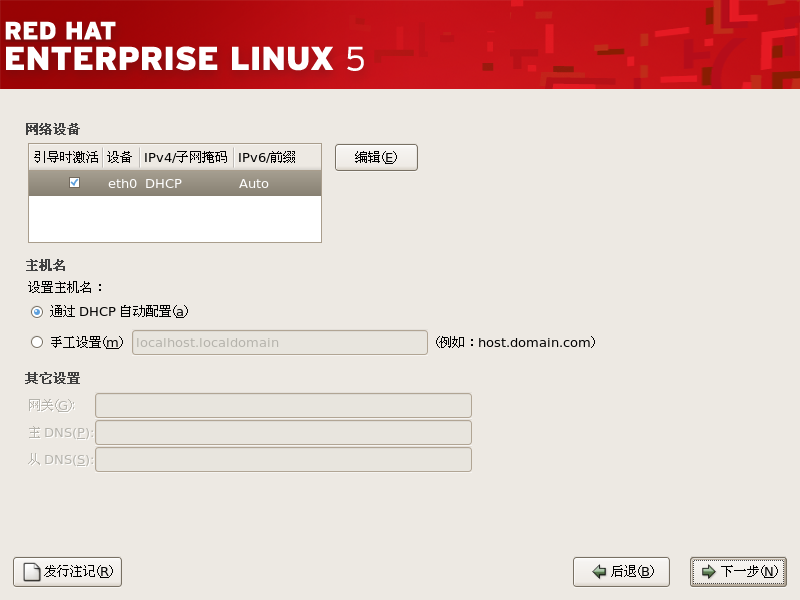 RED HAT
ENTERPRISE LINUX 5
网络设备
引导时激活 设备 IPv4/子网掩码 IPv6/前缀
eth0 DHCP Auto
编辑(E)
主机名
设置主机名：
通过 DHCP 自动配置(a)
手工设置(m) localhost.localdomain (例如：host.domain.com)
其它设置
网关(G):
主 DNS(P):
从 DNS(S):
发行注记(R) 后退(B) 下一步(N)